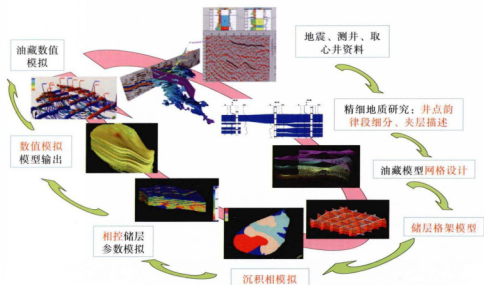 油藏数值
模拟
地震、测井、取
心井资料
精细地质研究：井点韵
律段细分、夹层描述
数值模拟
模型输出
油藏模型网格设计
储层格架模型
相控储层
参数模拟
沉积相模拟